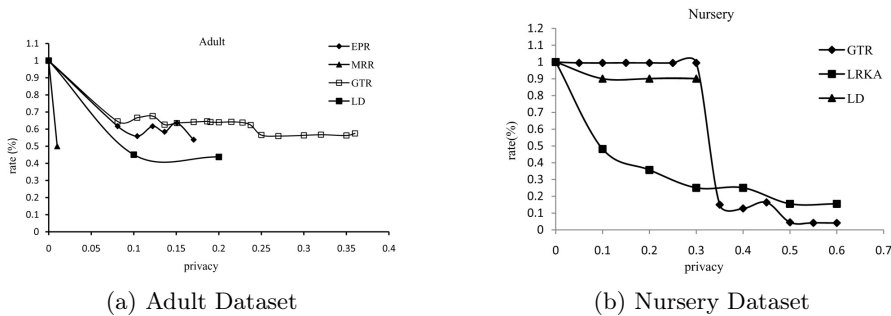 Adult
1.1
1
0.9
0.8
0.7
0.6
0.5
0.4
0.3
0.2
0.1
0
rate (%)
0 0.05 0.1 0.15 0.2 0.25 0.3 0.35 0.4
privacy
EPR
MRR
GTR
LD
(a) Adult Dataset
Nursery
1.2
1.1
1
0.9
0.8
0.7
0.6
0.5
0.4
0.3
0.2
0.1
0
rate(%)
0 0.1 0.2 0.3 0.4 0.5 0.6 0.7
privacy
GTR
LRKA
LD
(b) Nursery Dataset